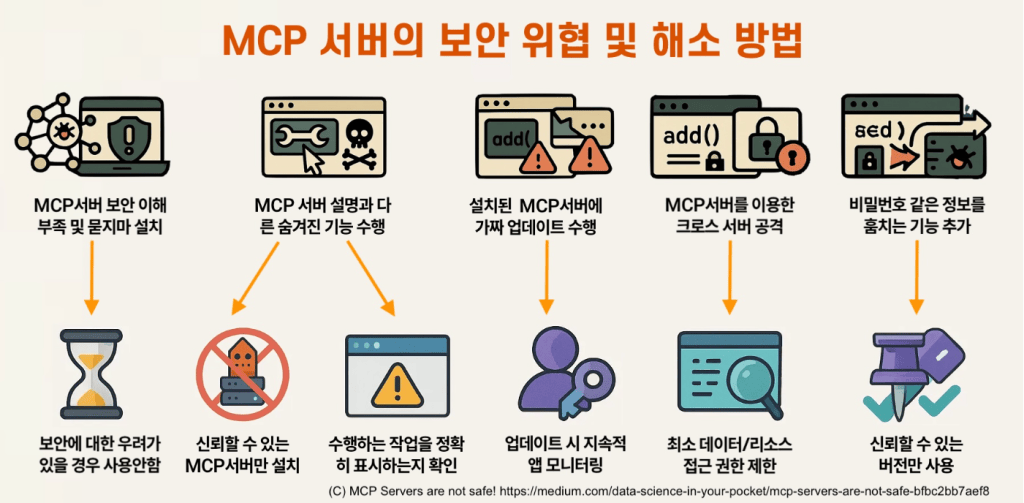 MCP 서버의 보안 위협 및 해소 방법
add(
...
add()
sed )
MCP서버 보안 이해
부족 및 묻지마 설치
MCP 서버 설명과 다
른 숨겨진 기능 수행
설치된 MCP서버에
가짜 업데이트 수행
MCP서버를 이용한
크로스 서버 공격
비밀번호 같은 정보를
훔치는 기능 추가
보안에 대한 우려가
있을 경우 사용안함
신뢰할 수 있는
MCP서버만 설치
수행하는 작업을 정확
히 표시하는지 확인
업데이트 시 지속적
앱 모니터링
최소 데이터/리소스
접근 권한 제한
신뢰할 수 있는
버전만 사용
(C) MCP Servers are not safe! https://medium.com/data-science-in-your-pocket/mcp-servers-are-not-safe-bfbc2bb7aef8